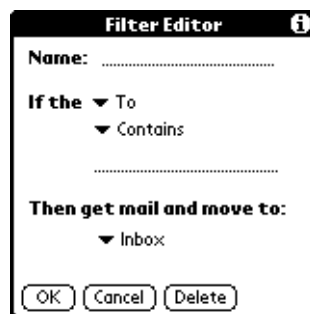 Filter Editor
Name:
If the To
Contains
Then get mail and move to:
Inbox
OK Cancel Delete